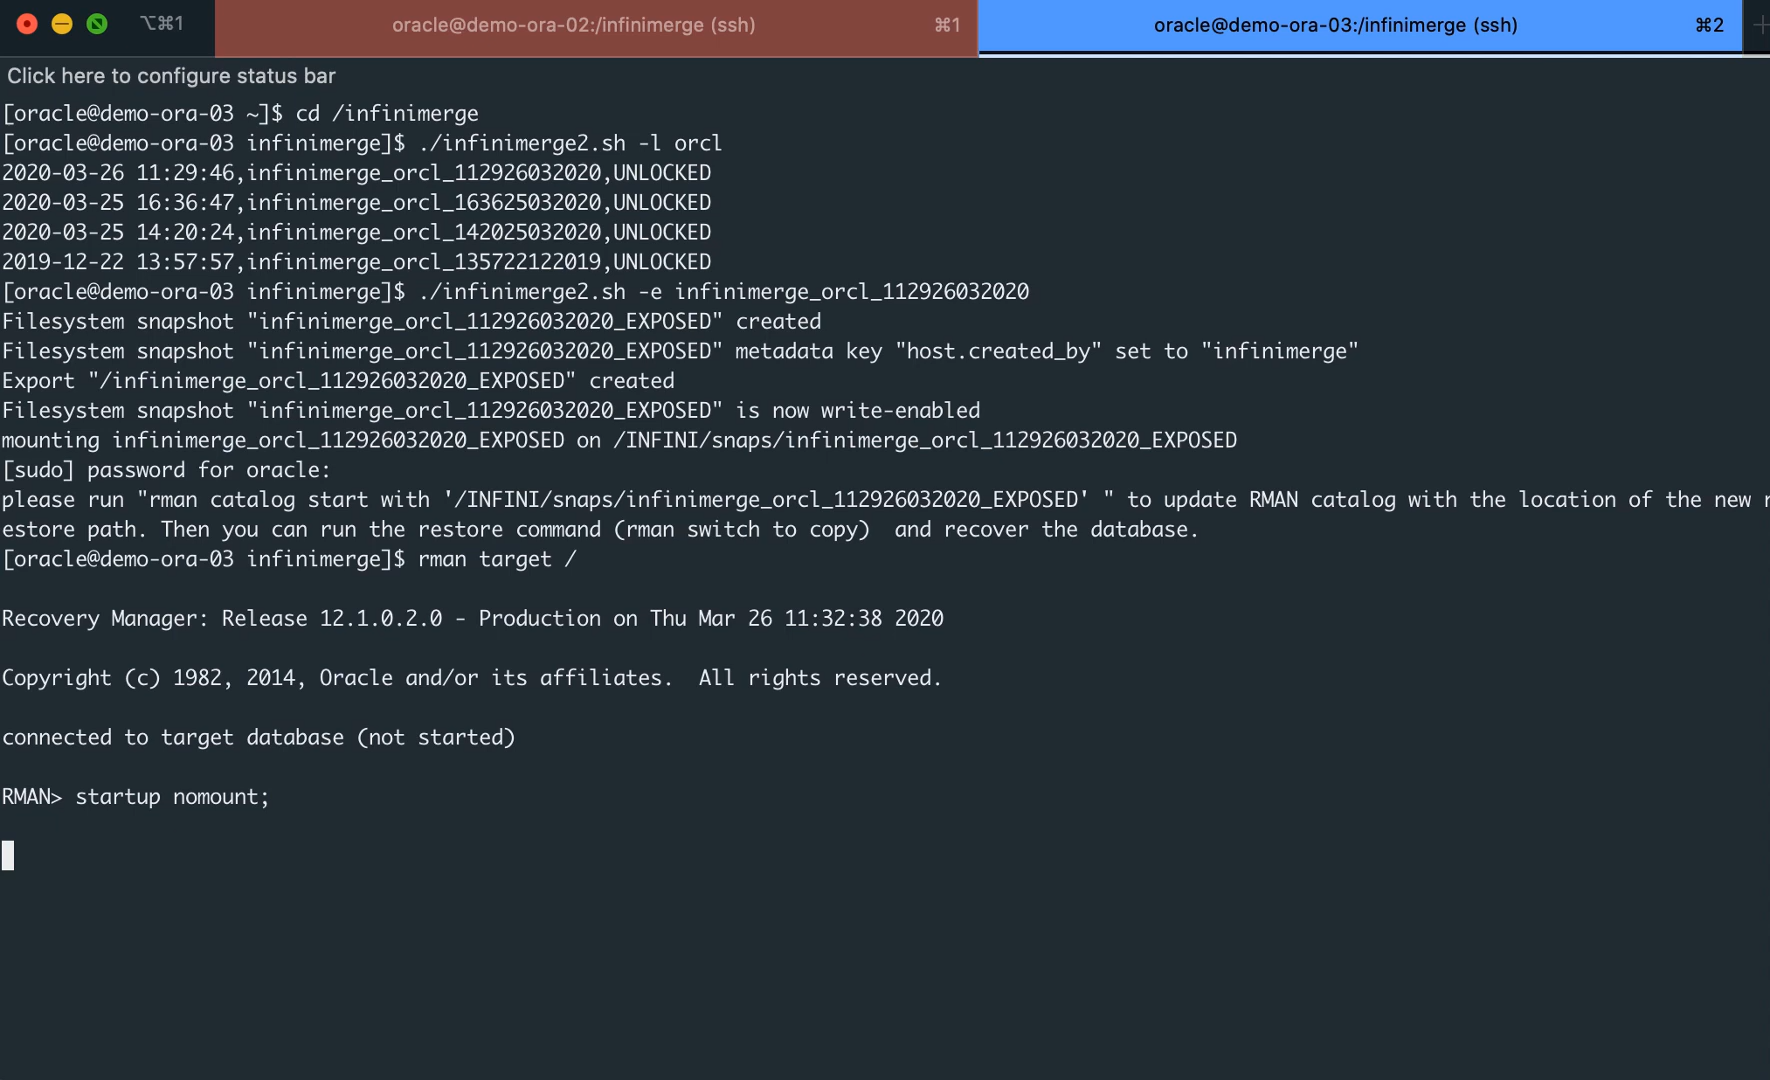 ⌥⌘1 oracle@demo-ora-02:/infinimerge (ssh) ⌘1 oracle@demo-ora-03:/infinimerge (ssh) ⌘2
Click here to configure status bar
[oracle@demo-ora-03 ~]$ cd /infinimerge
[oracle@demo-ora-03 infinimerge]$ ./infinimerge2.sh -l orcl
2020-03-26 11:29:46,infinimerge_orcl_112926032020,UNLOCKED
2020-03-25 16:36:47,infinimerge_orcl_163625032020,UNLOCKED
2020-03-25 14:20:24,infinimerge_orcl_142025032020,UNLOCKED
2019-12-22 13:57:57,infinimerge_orcl_135722122019,UNLOCKED
[oracle@demo-ora-03 infinimerge]$ ./infinimerge2.sh -e infinimerge_orcl_112926032020
Filesystem snapshot "infinimerge_orcl_112926032020_EXPOSED" created
Filesystem snapshot "infinimerge_orcl_112926032020_EXPOSED" metadata key "host.created_by" set to "infinimerge"
Export "/infinimerge_orcl_112926032020_EXPOSED" created
Filesystem snapshot "infinimerge_orcl_112926032020_EXPOSED" is now write-enabled
mounting infinimerge_orcl_112926032020_EXPOSED on /INFINI/snaps/infinimerge_orcl_112926032020_EXPOSED
[sudo] password for oracle:
please run "rman catalog start with '/INFINI/snaps/infinimerge_orcl_112926032020_EXPOSED' " to update RMAN catalog with the location of the new r
estore path. Then you can run the restore command (rman switch to copy)  and recover the database.
[oracle@demo-ora-03 infinimerge]$ rman target /
Recovery Manager: Release 12.1.0.2.0 - Production on Thu Mar 26 11:32:38 2020
Copyright (c) 1982, 2014, Oracle and/or its affiliates.  All rights reserved.
connected to target database (not started)
RMAN> startup nomount;